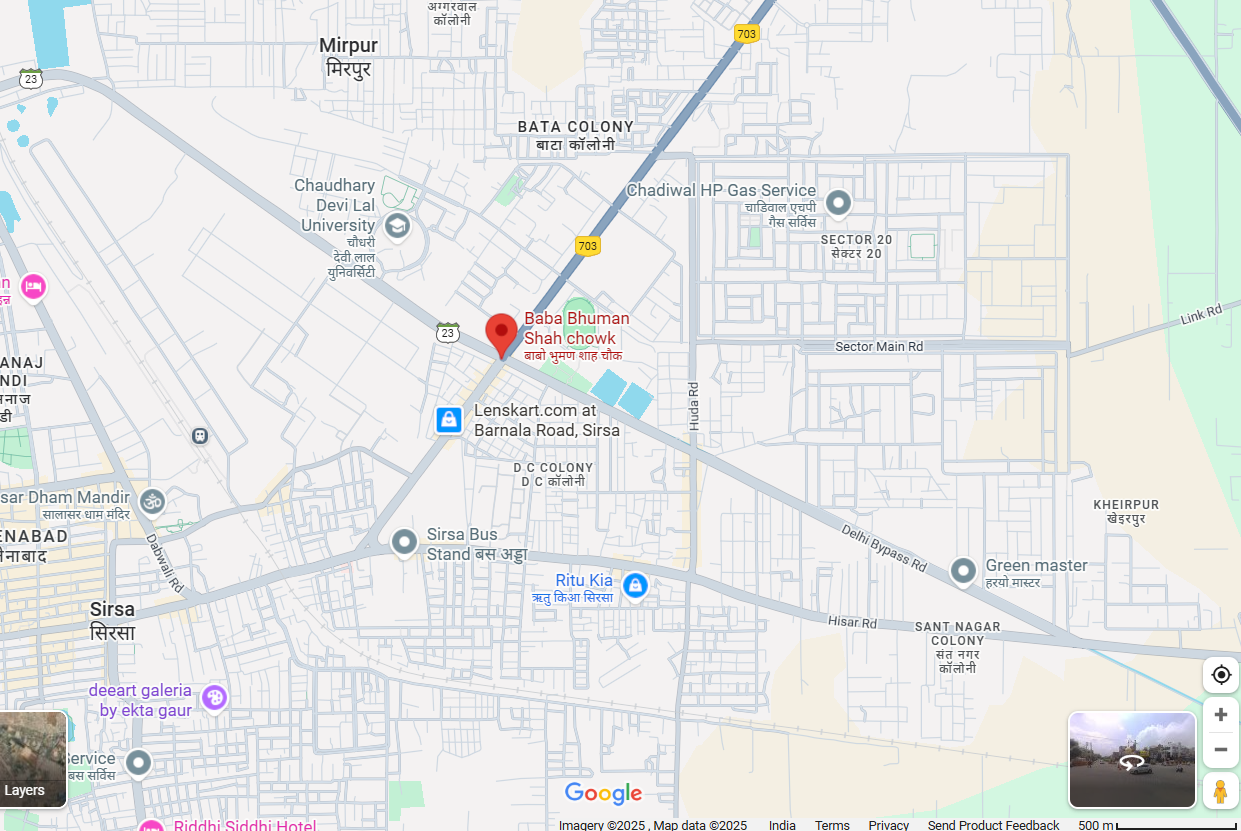 अग्गरवाल
कॉलोनी
703
Mirpur
मिरपुर
23
BATA COLONY
बाटा कॉलोनी
Chaudhary
Devi Lal
University
चौधरी
देवी लाल
युनिवर्सिटी
Chadiwal HP Gas Service
चाडिवाल एचपी
गैस सर्विस
SECTOR 20
सेक्टर 20
703
Link Rd
23
Baba Bhuman
Shah chowk
बाबो भुमण शाह चौक
Sector Main Rd
Huda Rd
Lenskart.com at
Barnala Road, Sirsa
D C COLONY
D C कॉलोनी
KHEIRPUR
खेइरपुर
sar Dham Mandir
सालासर धाम मंदिर
ENABAD
Dabwali Rd
Sirsa Bus
Stand बस अड्डा
Delhi Bypass Rd
Green master
हरयो मास्टर
Ritu Kia
ऋतु किआ सिरसा
Sirsa
सिरसा
Hisar Rd
SANT NAGAR
COLONY
संत नगर
कॉलोनी
deeart galeria
by ekta gaur
ervice
बस सर्विस
Layers
Google
Riddhi Siddhi Hotel
Imagery ©2025 , Map data ©2025 India Terms Privacy Send Product Feedback 500 m